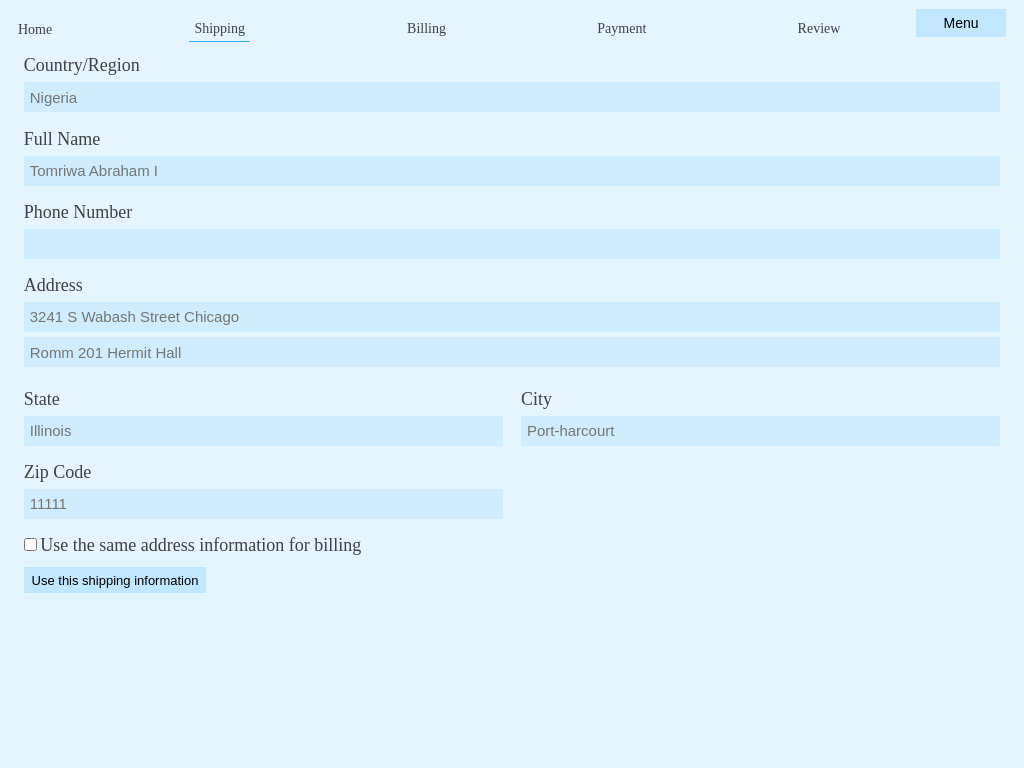 Home
Shipping
Billing
Payment
Review
Menu
Country/Region
Nigeria
Full Name
Tomriwa Abraham I
Phone Number
Address
3241 S Wabash Street Chicago
Romm 201 Hermit Hall
State
City
Illinois
Port-harcourt
Zip Code
11111
Use the same address information for billing
Use this shipping information